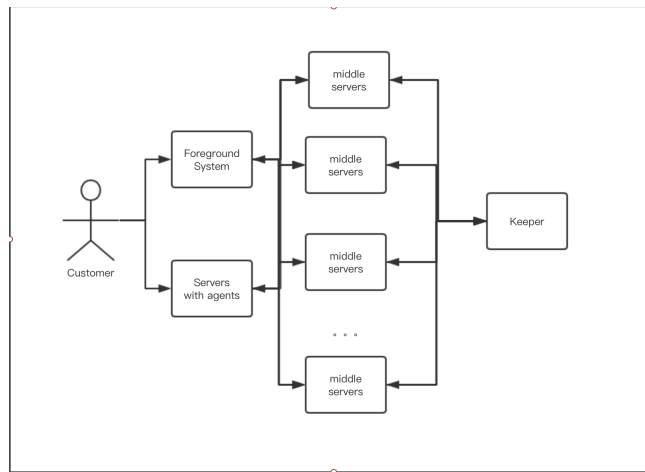 middle
servers
Foreground
System
middle
servers
Keeper
Customer
Servers
with agents
middle
servers
middle
servers